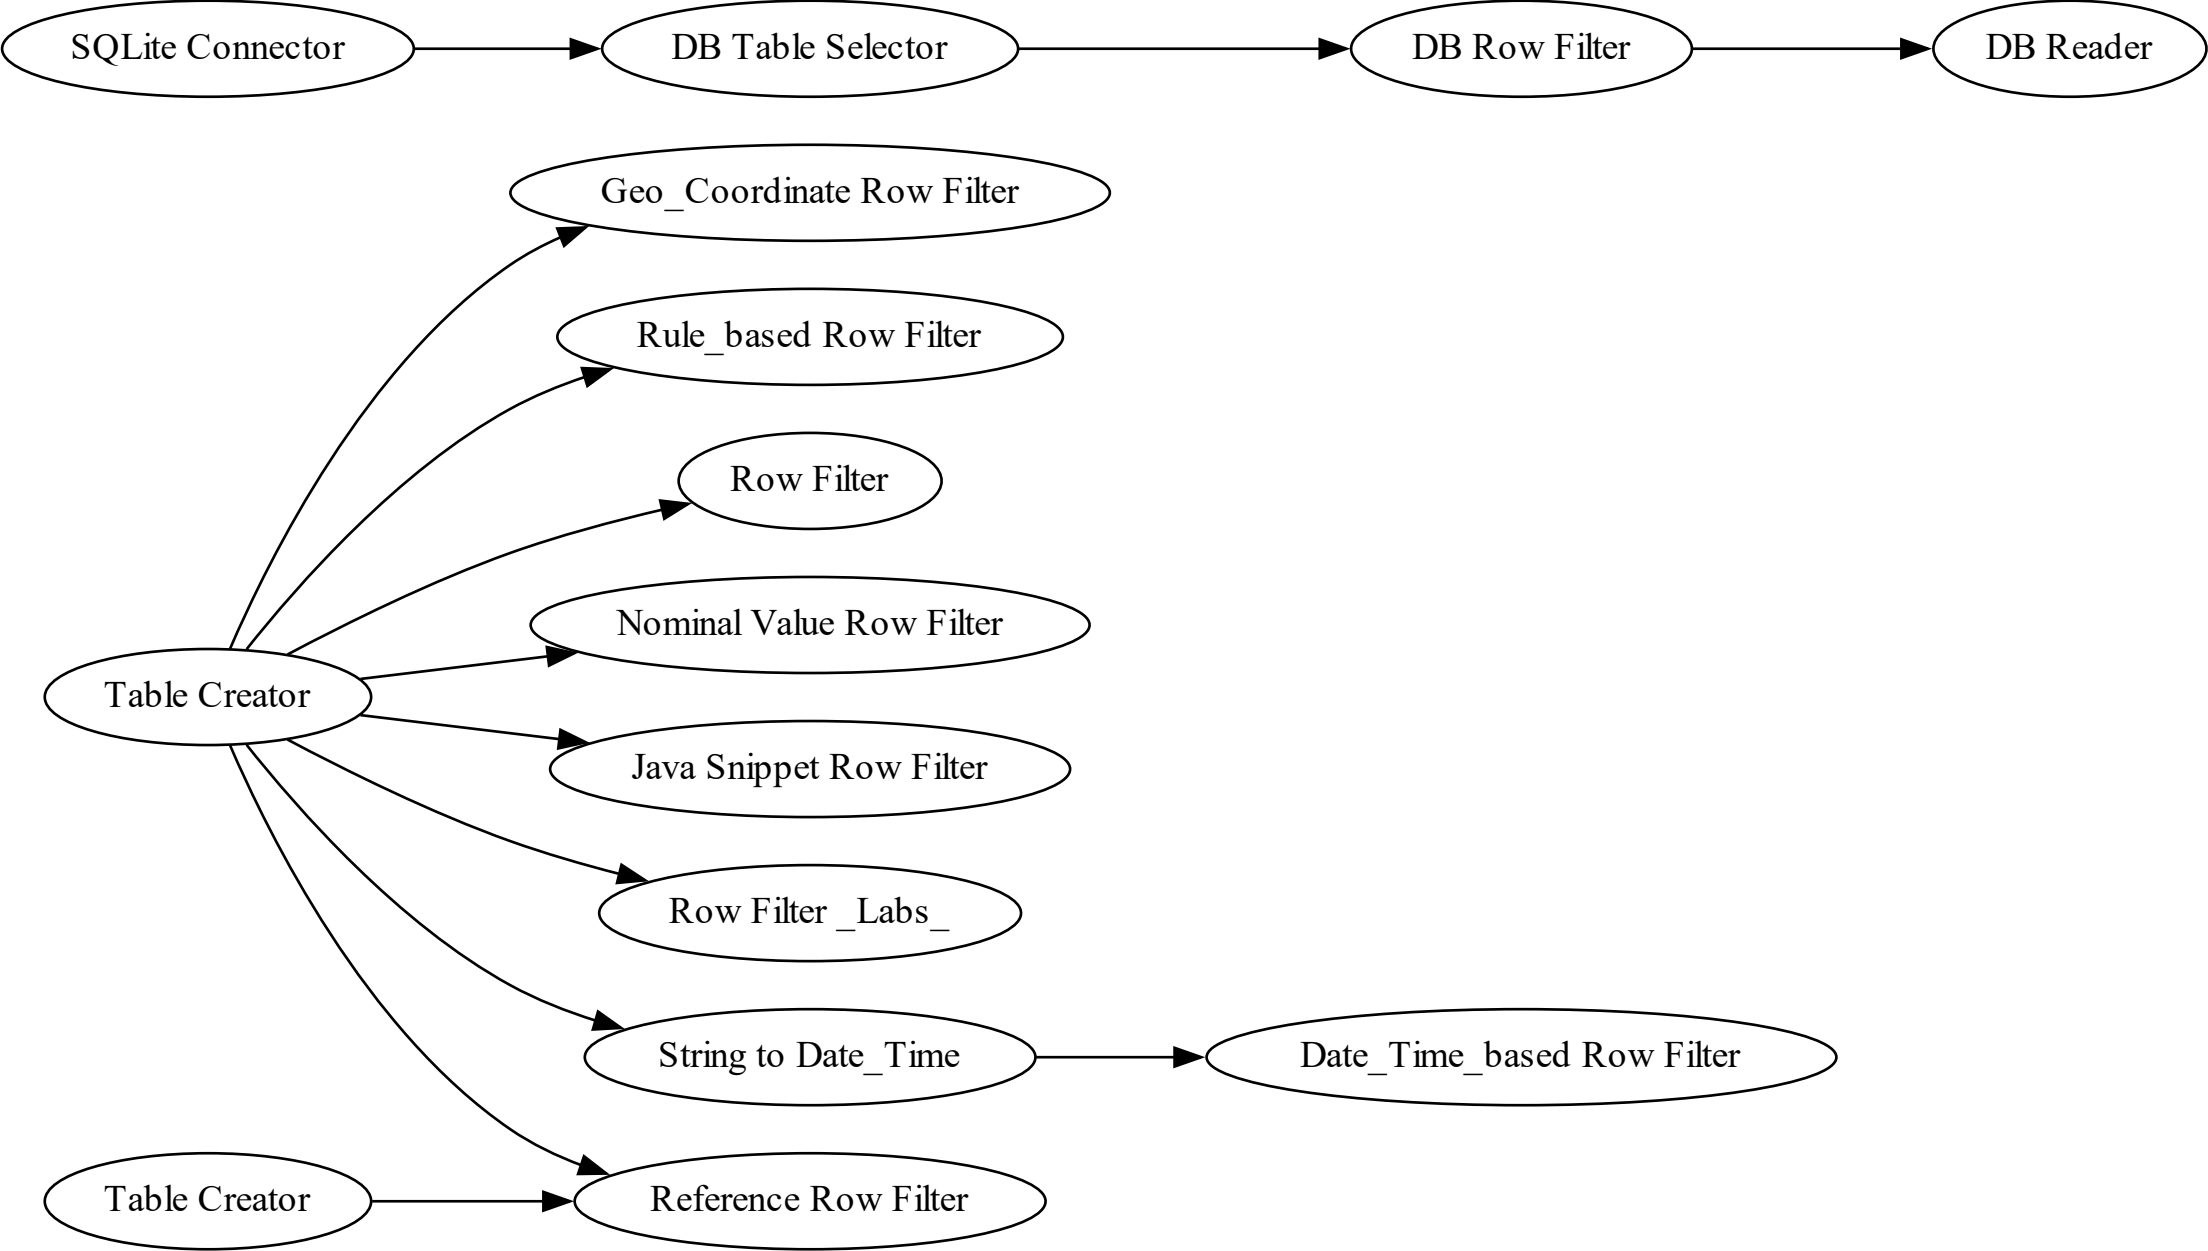 SQLite Connector
DB Table Selector
DB Row Filter
DB Reader
Geo_Coordinate Row Filter
Rule_based Row Filter
Row Filter
Nominal Value Row Filter
Table Creator
Java Snippet Row Filter
Row Filter _Labs_
String to Date_Time
Date_Time_based Row Filter
Table Creator
Reference Row Filter